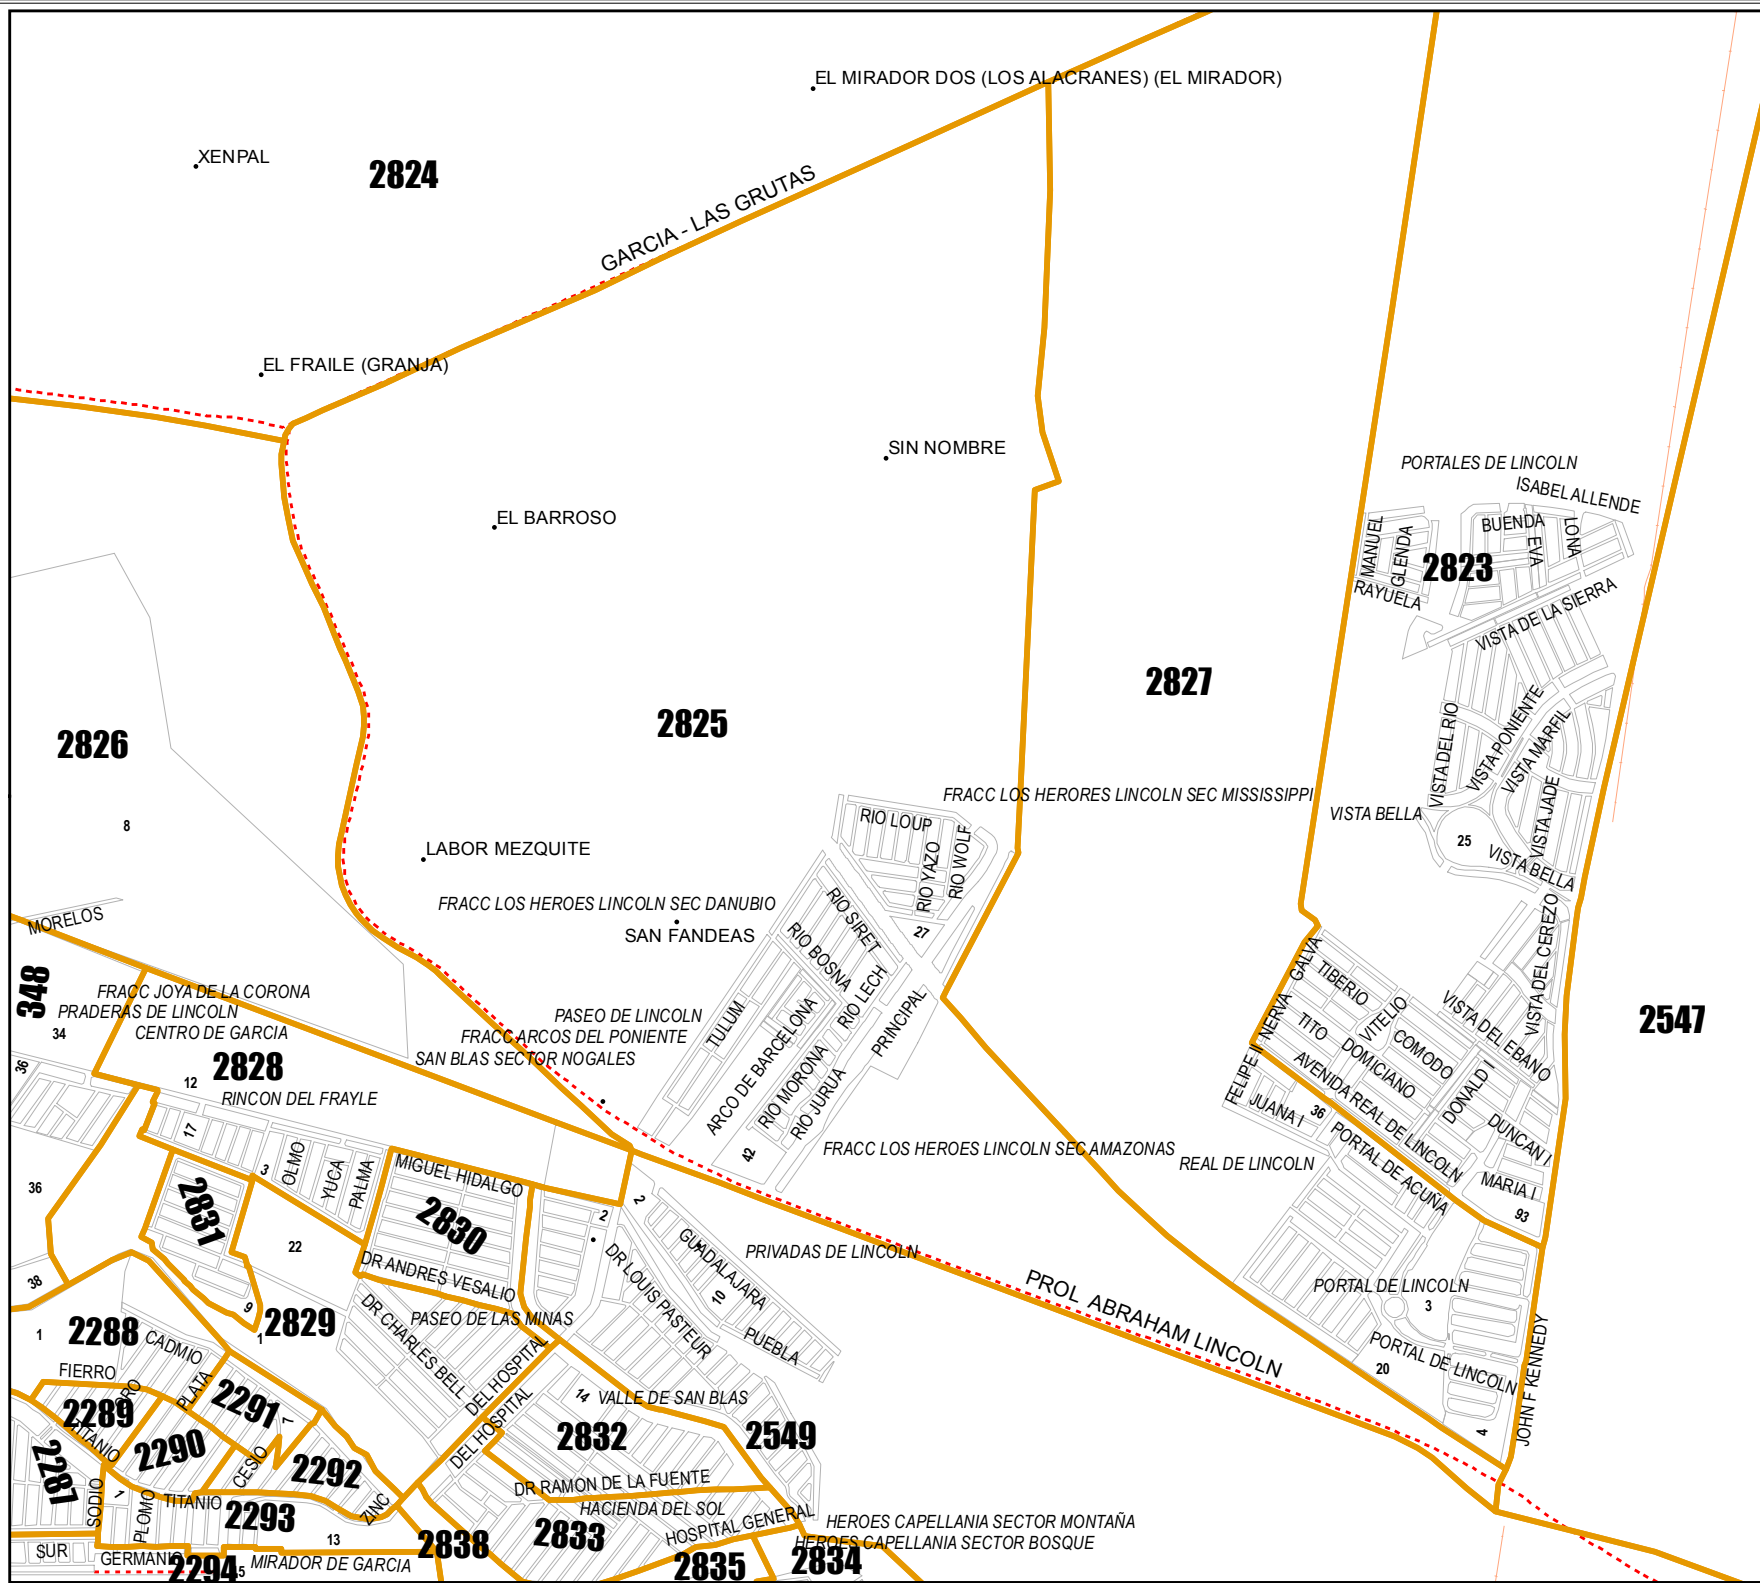 EL MIRADOR DOS (LOS ALACRANES) (EL MIRADOR)
XENPAL
2824
GARCIA - LAS GRUTAS
EL FRAILE (GRANJA)
SIN NOMBRE
EL BARROSO
PORTALES DE LINCOLN
ISABEL ALLENDE
MANUEL
GLENDA
BUENDA
EVA
LONA
2823
RAYUELA
VISTA DE LA SIERRA
2827
2825
2826
VISTA DEL RIO
VISTA PONIENTE
VISTA MARFIL
VISTA JADE
FRACC LOS HERORES LINCOLN SEC MISSISSIPPI
VISTA BELLA
25
VISTA BELLA
8
RIO LOUP
RIO YAZO
RIO WOLF
LABOR MEZQUITE
FRACC LOS HEROES LINCOLN SEC DANUBIO
SAN FANDEAS
RIO SIRET
RIO BOSNA
27
RIO LECH
MORELOS
348
34
FRACC JOYA DE LA CORONA
PRADERAS DE LINCOLN
CENTRO DE GARCIA
PASEO DE LINCOLN
FRACC ARCOS DEL PONIENTE
SAN BLAS SECTOR NOGALES
TULUM
ARCO DE BARCELONA
RIO MORONA
RIO JURUA
PRINCIPAL
GALVA
NERVA
FELIPE II
TIBERIO
TITO
VITELIO
DOMICIANO
COMODO
VISTA DEL EBANO
VISTA DEL CEREZO
2547
AVENIDA REAL DE LINCOLN
DONALD I
DUNCAN I
JUANA I
36
PORTAL DE ACUÑA
MARIA I
93
36
12
2828
RINCON DEL FRAYLE
17
3
OLMO
YUCA
PALMA
MIGUEL HIDALGO
42
FRACC LOS HEROES LINCOLN SEC AMAZONAS
REAL DE LINCOLN
36
2831
2830
22
2
2
DR LOUIS PASTEUR
GUADALAJARA
10
PUEBLA
PRIVADAS DE LINCOLN
PROL ABRAHAM LINCOLN
PORTAL DE LINCOLN
3
38
9
DR ANDRES VESALIO
PASEO DE LAS MINAS
1
2288
CADMIO
1
2829
DR CHARLES BELL
DEL HOSPITAL
DEL HOSPITAL
PORTAL DE LINCOLN
20
JOHN F KENNEDY
4
FIERRO
ORO
PLATA
2289
TITANIO
2290
2291
7
CESIO
2292
ZINC
14
VALLE DE SAN BLAS
2832
2549
2287
SODIO
7
PLOMO
TITANIO
2293
13
DR RAMON DE LA FUENTE
HACIENDA DEL SOL
2833
HOSPITAL GENERAL
HEROES CAPELLANIA SECTOR MONTAÑA
HEROES CAPELLANIA SECTOR BOSQUE
2838
SUR
GERMANIO
2294
5
MIRADOR DE GARCIA
2835
2834